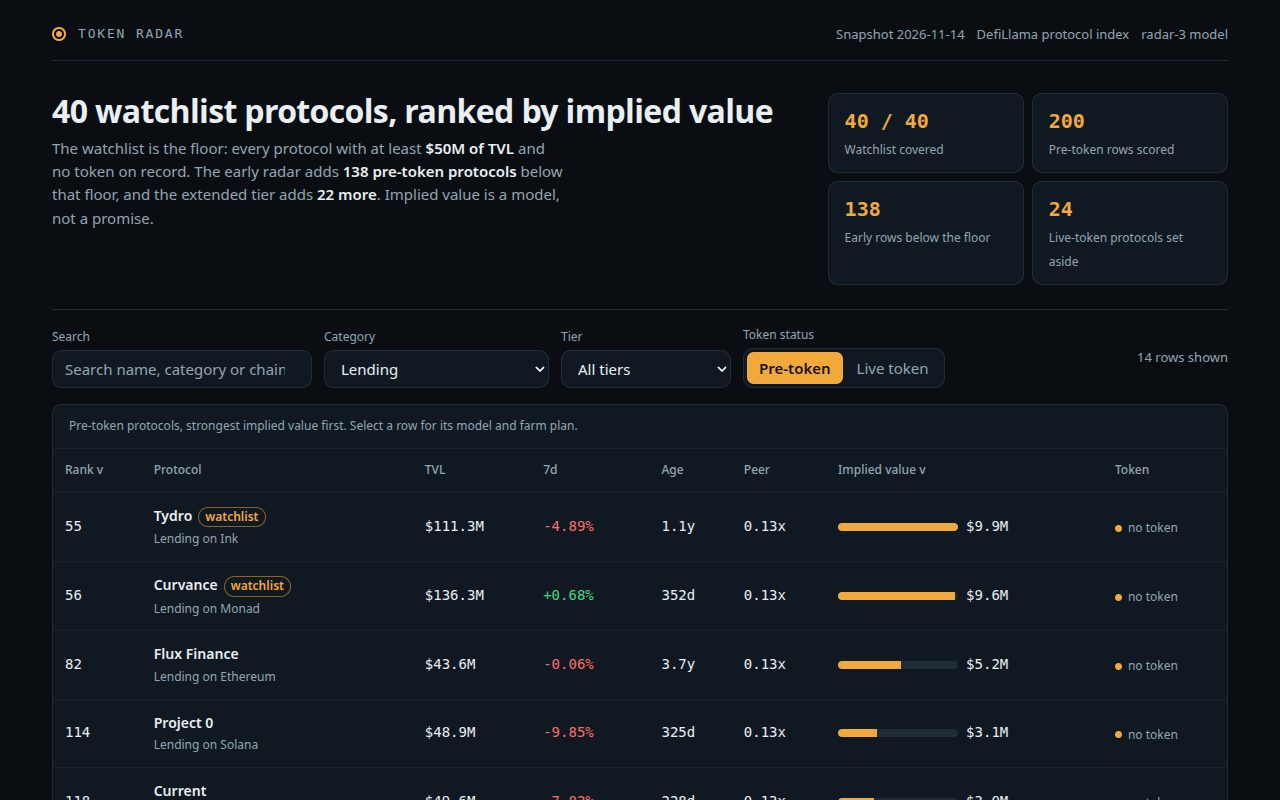 TOKEN RADAR
Snapshot 2026-11-14 DefiLlama protocol index radar-3 model
40 watchlist protocols, ranked by implied value
The watchlist is the floor: every protocol with at least $50M of TVL and
no token on record. The early radar adds 138 pre-token protocols below
that floor, and the extended tier adds 22 more. Implied value is a model,
not a promise.
40 / 40
Watchlist covered
200
Pre-token rows scored
138
Early rows below the floor
24
Live-token protocols set
aside
Search
Search name, category or chain
Category
Lending
Tier
All tiers
Token status
Pre-token Live token
14 rows shown
Pre-token protocols, strongest implied value first. Select a row for its model and farm plan.
Rank v Protocol TVL 7d Age Peer Implied value v Token
55 Tydro watchlist $111.3M -4.89% 1.1y 0.13x $9.9M no token
Lending on Ink
56 Curvance watchlist $136.3M +0.68% 352d 0.13x $9.6M no token
Lending on Monad
82 Flux Finance $43.6M -0.06% 3.7y 0.13x $5.2M no token
Lending on Ethereum
114 Project 0 $48.9M -9.85% 325d 0.13x $3.1M no token
Lending on Solana
Current